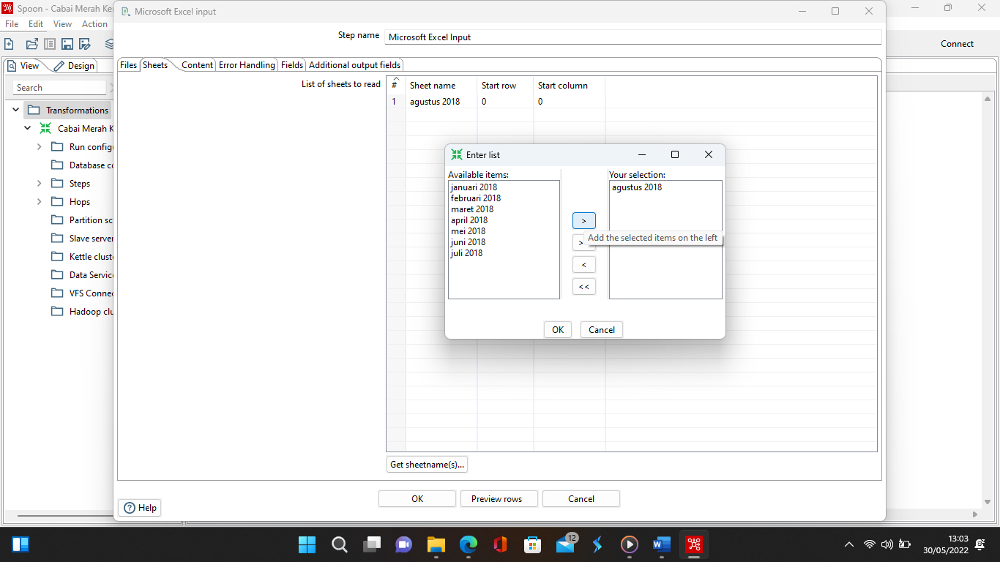 Spoon - Cabai Merah Ke
Microsoft Excel input
File Edit View Action
Step name Microsoft Excel Input
Connect
View Design
Files Sheets Content Error Handling Fields Additional output fields
Search
List of sheets to read
# Sheet name Start row Start column
1 agustus 2018 0 0
Transformations
Cabai Merah K
Run config
Database co
Steps
Hops
Partition sc
Slave server
Kettle cluste
Data Service
VFS Connec
Hadoop clu
Enter list
Available items:
januari 2018
februari 2018
maret 2018
april 2018
mei 2018
juni 2018
juli 2018
>
>
<
<<
Your selection:
agustus 2018
Add the selected items on the left
OK Cancel
Get sheetname(s)...
OK Preview rows Cancel
Help
12
13:03
30/05/2022